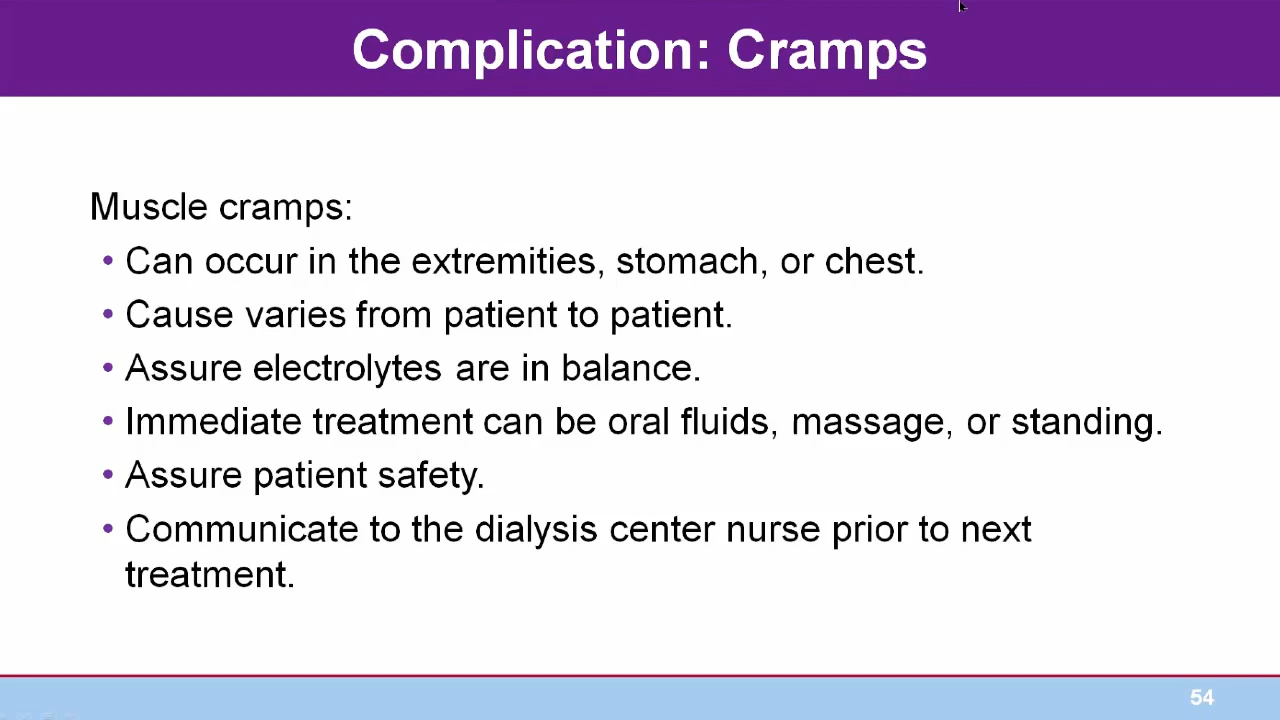 Complication: Cramps
Muscle cramps:
• Can occur in the extremities, stomach, or chest.
• Cause varies from patient to patient.
• Assure electrolytes are in balance.
• Immediate treatment can be oral fluids, massage, or standing.
• Assure patient safety.
• Communicate to the dialysis center nurse prior to next
treatment.
54